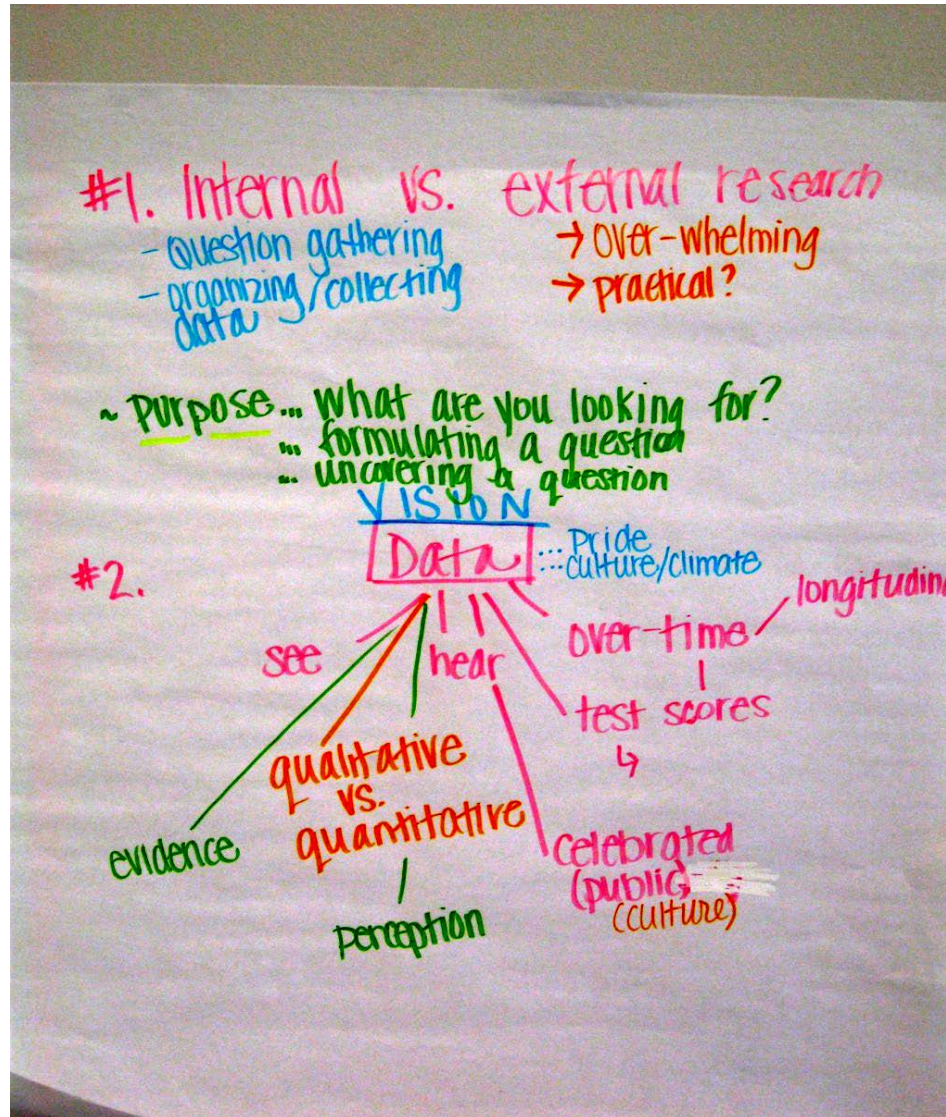 #1. Internal vs. external research
- Question gathering
- organizing/collecting
data
→ over-whelming
→ practical?
~ purpose... what are you looking for?
... formulating a question
... uncovering a question
VISION
#2.
Data
... pride
... culture/climate
see
hear
over-time
longitudin
test scores
↳
qualitative
vs.
quantitative
evidence
perception
celebrated
(public)
(culture)